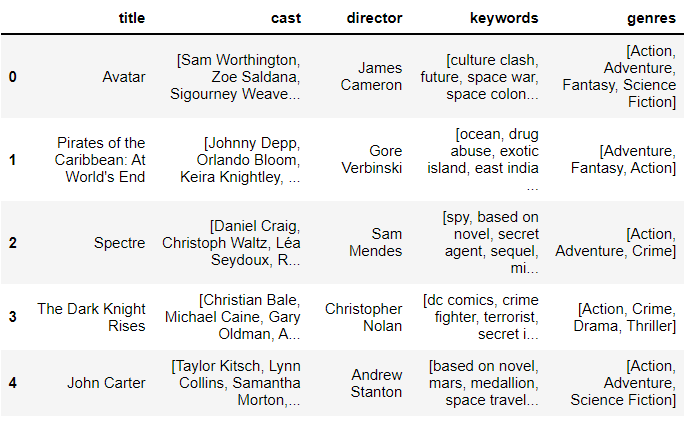 title cast director keywords genres
0 Avatar [Sam Worthington, Zoe Saldana, Sigourney Weave... James Cameron [culture clash, future, space war, space colon... [Action, Adventure, Fantasy, Science Fiction]
1 Pirates of the Caribbean: At World's End [Johnny Depp, Orlando Bloom, Keira Knightley, ... Gore Verbinski [ocean, drug abuse, exotic island, east india ... [Adventure, Fantasy, Action]
2 Spectre [Daniel Craig, Christoph Waltz, Léa Seydoux, R... Sam Mendes [spy, based on novel, secret agent, sequel, mi... [Action, Adventure, Crime]
3 The Dark Knight Rises [Christian Bale, Michael Caine, Gary Oldman, A... Christopher Nolan [dc comics, crime fighter, terrorist, secret i... [Action, Crime, Drama, Thriller]
4 John Carter [Taylor Kitsch, Lynn Collins, Samantha Morton,... Andrew Stanton [based on novel, mars, medallion, space travel... [Action, Adventure, Science Fiction]